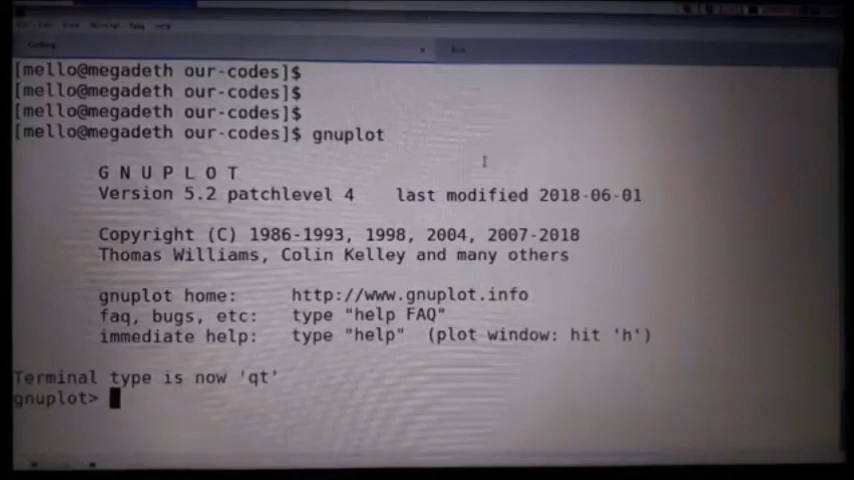 [mello@megadeth our-codes]$
[mello@megadeth our-codes]$
[mello@megadeth our-codes]$
[mello@megadeth our-codes]$ gnuplot
G N U P L O T
Version 5.2 patchlevel 4    last modified 2018-06-01
Copyright (C) 1986-1993, 1998, 2004, 2007-2018
Thomas Williams, Colin Kelley and many others
gnuplot home:     http://www.gnuplot.info
faq, bugs, etc:   type "help FAQ"
immediate help:   type "help"  (plot window: hit 'h')
Terminal type is now 'qt'
gnuplot>